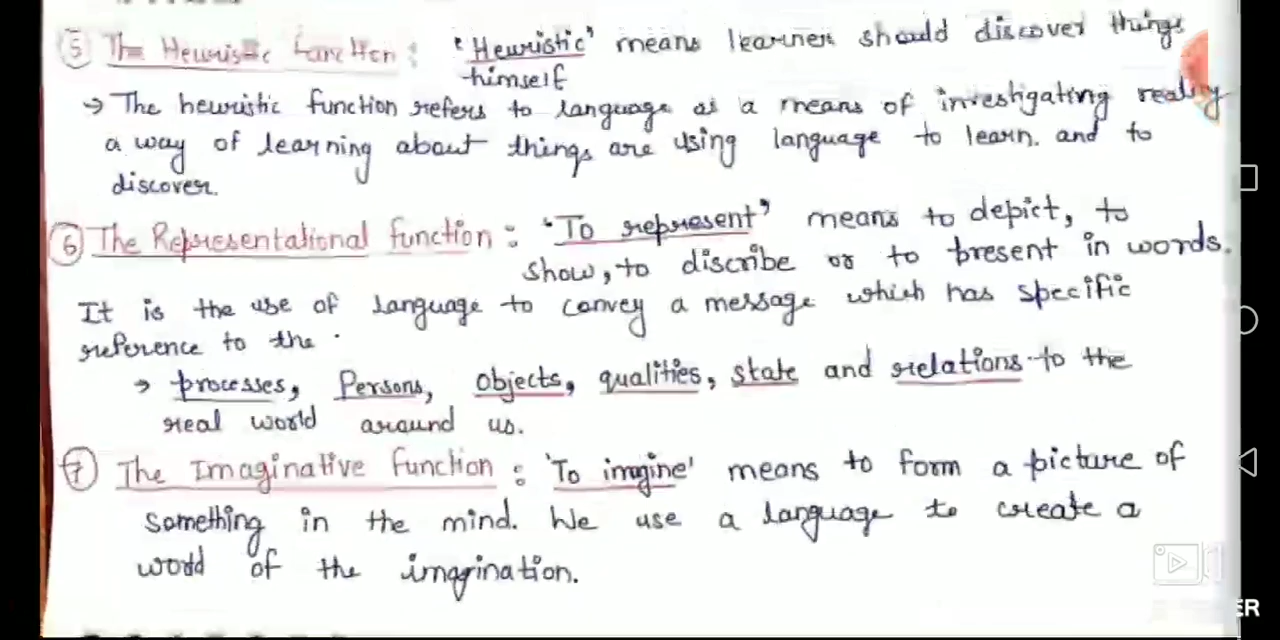 ⑤ The Heuristic Function : 'Heuristic' means learner should discover things
himself
→ The heuristic function refers to language as a means of investigating reality
a way of learning about things are using language to learn. and to
discover.
⑥ The Representational function : 'To represent' means to depict, to
show, to discribe or to present in words.
It is the use of language to convey a message which has specific
reference to the .
→ processes, Persons, objects, qualities, state and relations to the
real world around us.
⑦ The Imaginative Function : 'To imgine' means to form a picture of
something in the mind. We use a language to create a
world of the imagrination.
ER